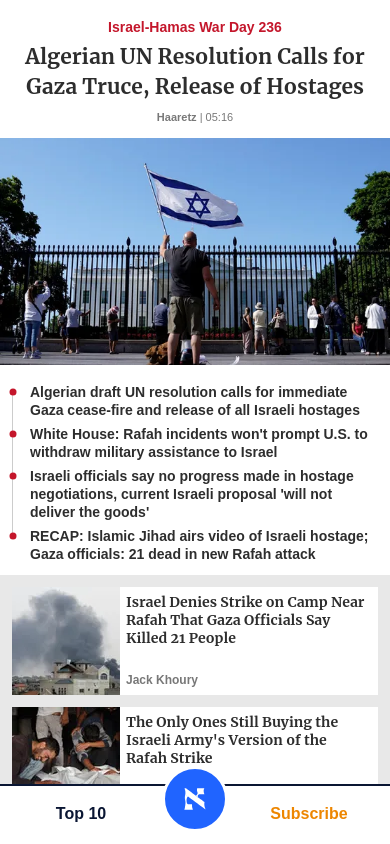 Israel-Hamas War Day 236
Algerian UN Resolution Calls for
Gaza Truce, Release of Hostages
Haaretz | 05:16
Algerian draft UN resolution calls for immediate
Gaza cease-fire and release of all Israeli hostages
White House: Rafah incidents won't prompt U.S. to
withdraw military assistance to Israel
Israeli officials say no progress made in hostage
negotiations, current Israeli proposal 'will not
deliver the goods'
RECAP: Islamic Jihad airs video of Israeli hostage;
Gaza officials: 21 dead in new Rafah attack
Israel Denies Strike on Camp Near
Rafah That Gaza Officials Say
Killed 21 People
Jack Khoury
The Only Ones Still Buying the
Israeli Army's Version of the
Rafah Strike
Top 10
א
Subscribe